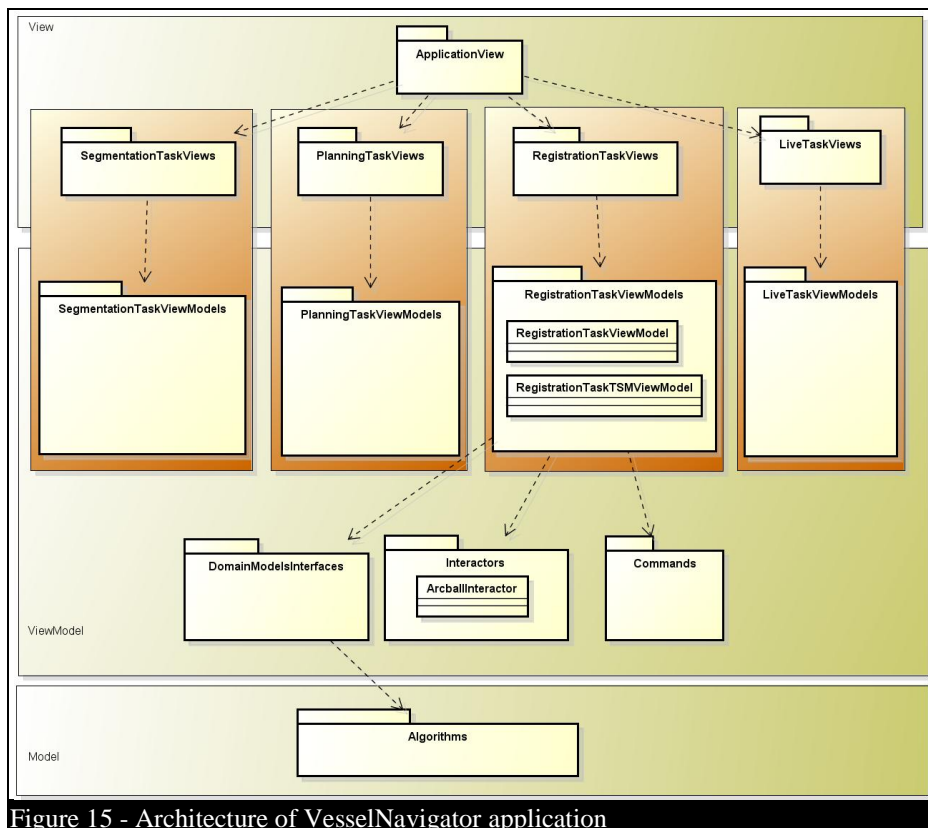 View
ApplicationView
SegmentationTaskViews
PlanningTaskViews
RegistrationTaskViews
LiveTaskViews
SegmentationTaskViewModels
PlanningTaskViewModels
RegistrationTaskViewModels
RegistrationTaskViewModel
RegistrationTaskTSMViewModel
LiveTaskViewModels
DomainModelsInterfaces
Interactors
ArcballInteractor
Commands
ViewModel
Algorithms
Model
Figure 15 - Architecture of VesselNavigator application